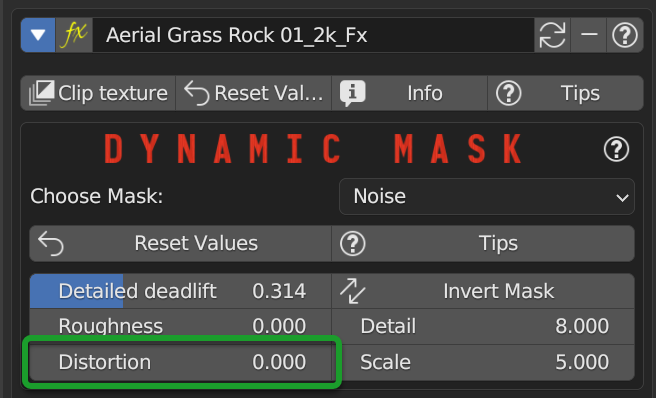 fx Aerial Grass Rock 01_2k_Fx
Clip texture Reset Val... Info Tips
DYNAMIC MASK
Choose Mask: Noise
Reset Values Tips
Detailed deadlift 0.314 Invert Mask
Roughness 0.000 Detail 8.000
Distortion 0.000 Scale 5.000